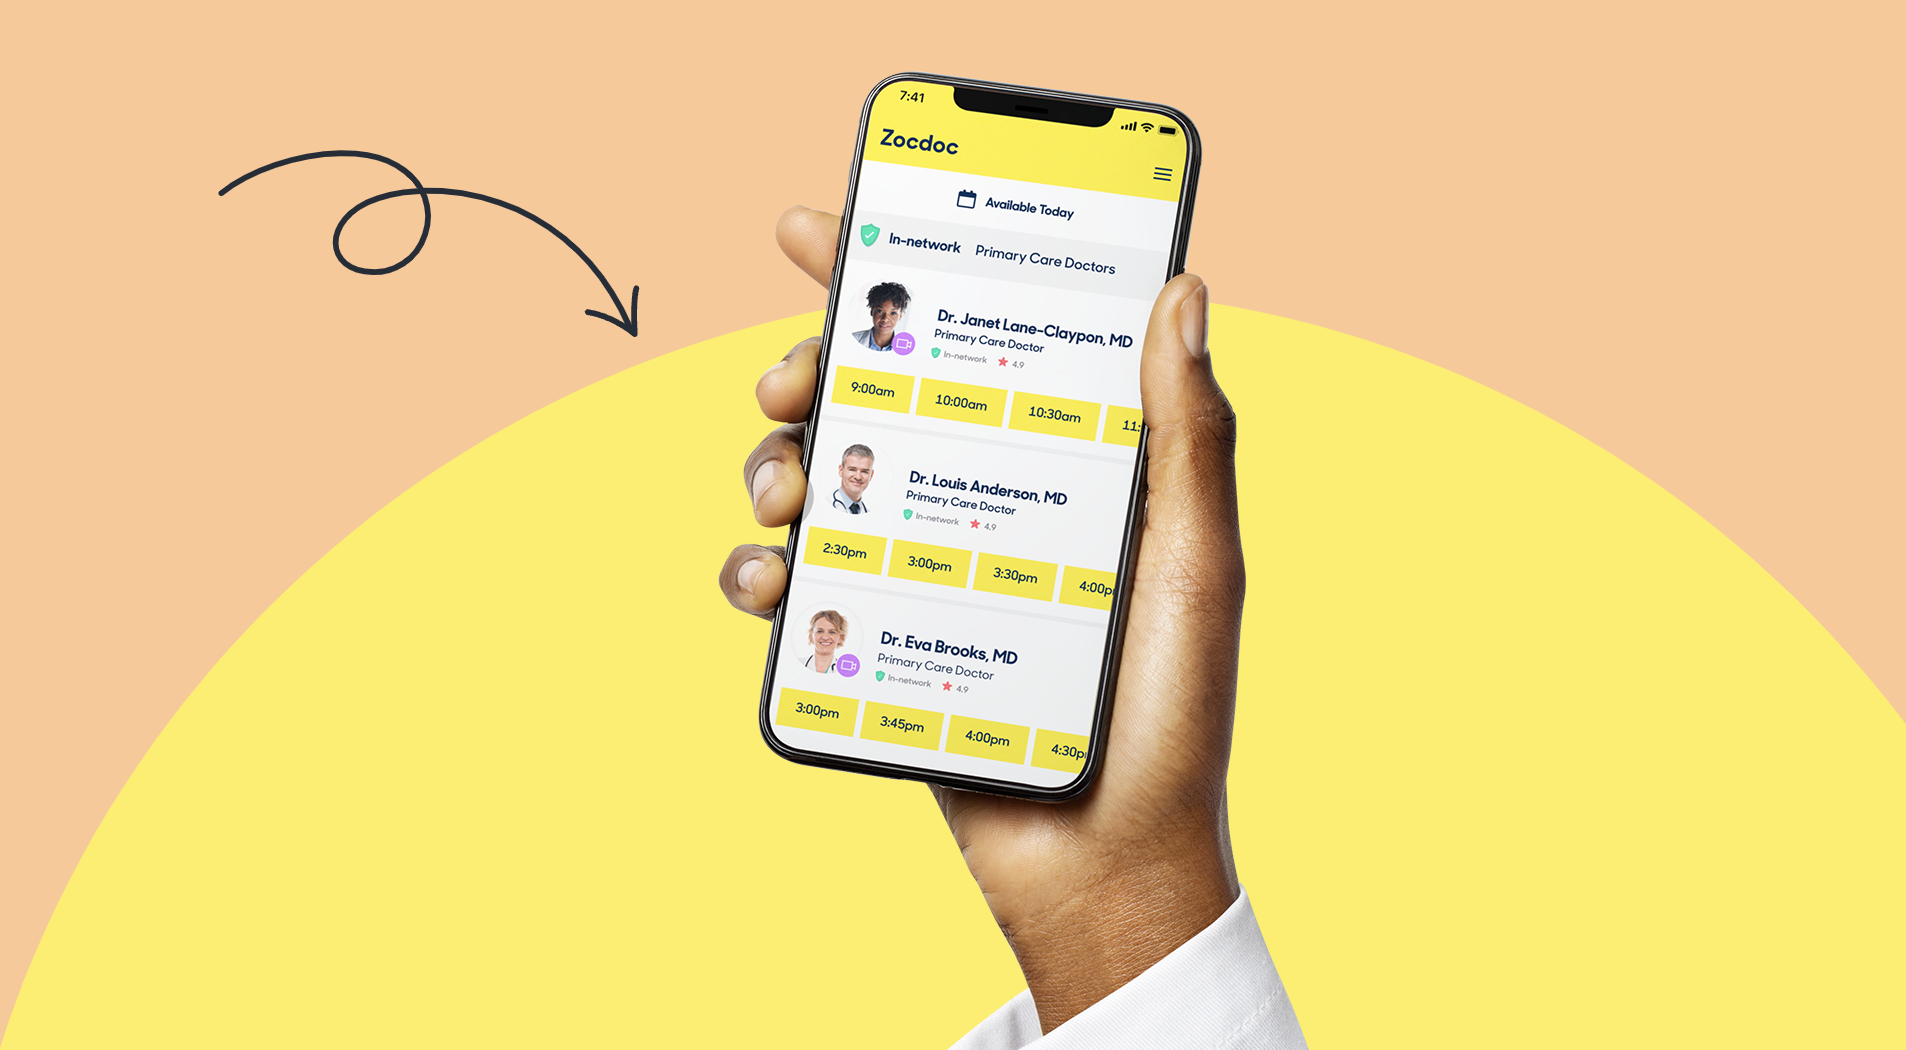 7:41
Zocdoc
Available Today
In-network Primary Care Doctors
Dr. Janet Lane-Claypon, MD
Primary Care Doctor
In-network 4.9
9:00am 10:00am 10:30am 11:
Dr. Louis Anderson, MD
Primary Care Doctor
In-network 4.9
2:30pm 3:00pm 3:30pm 4:00p
Dr. Eva Brooks, MD
Primary Care Doctor
In-network 4.9
3:00pm 3:45pm 4:00pm 4:30p